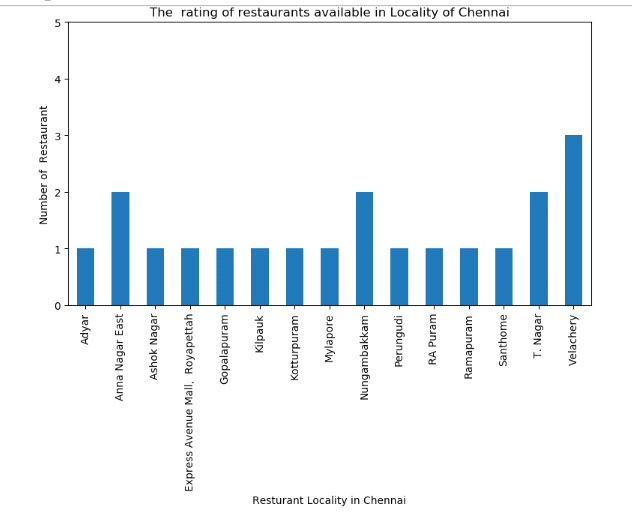 The  rating of restaurants available in Locality of Chennai
Number of  Restaurant
5
4
3
2
1
0
Adyar
Anna Nagar East
Ashok Nagar
Express Avenue Mall,  Royapettah
Gopalapuram
Kilpauk
Kotturpuram
Mylapore
Nungambakkam
Perungudi
RA Puram
Ramapuram
Santhome
T. Nagar
Velachery
Resturant Locality in Chennai